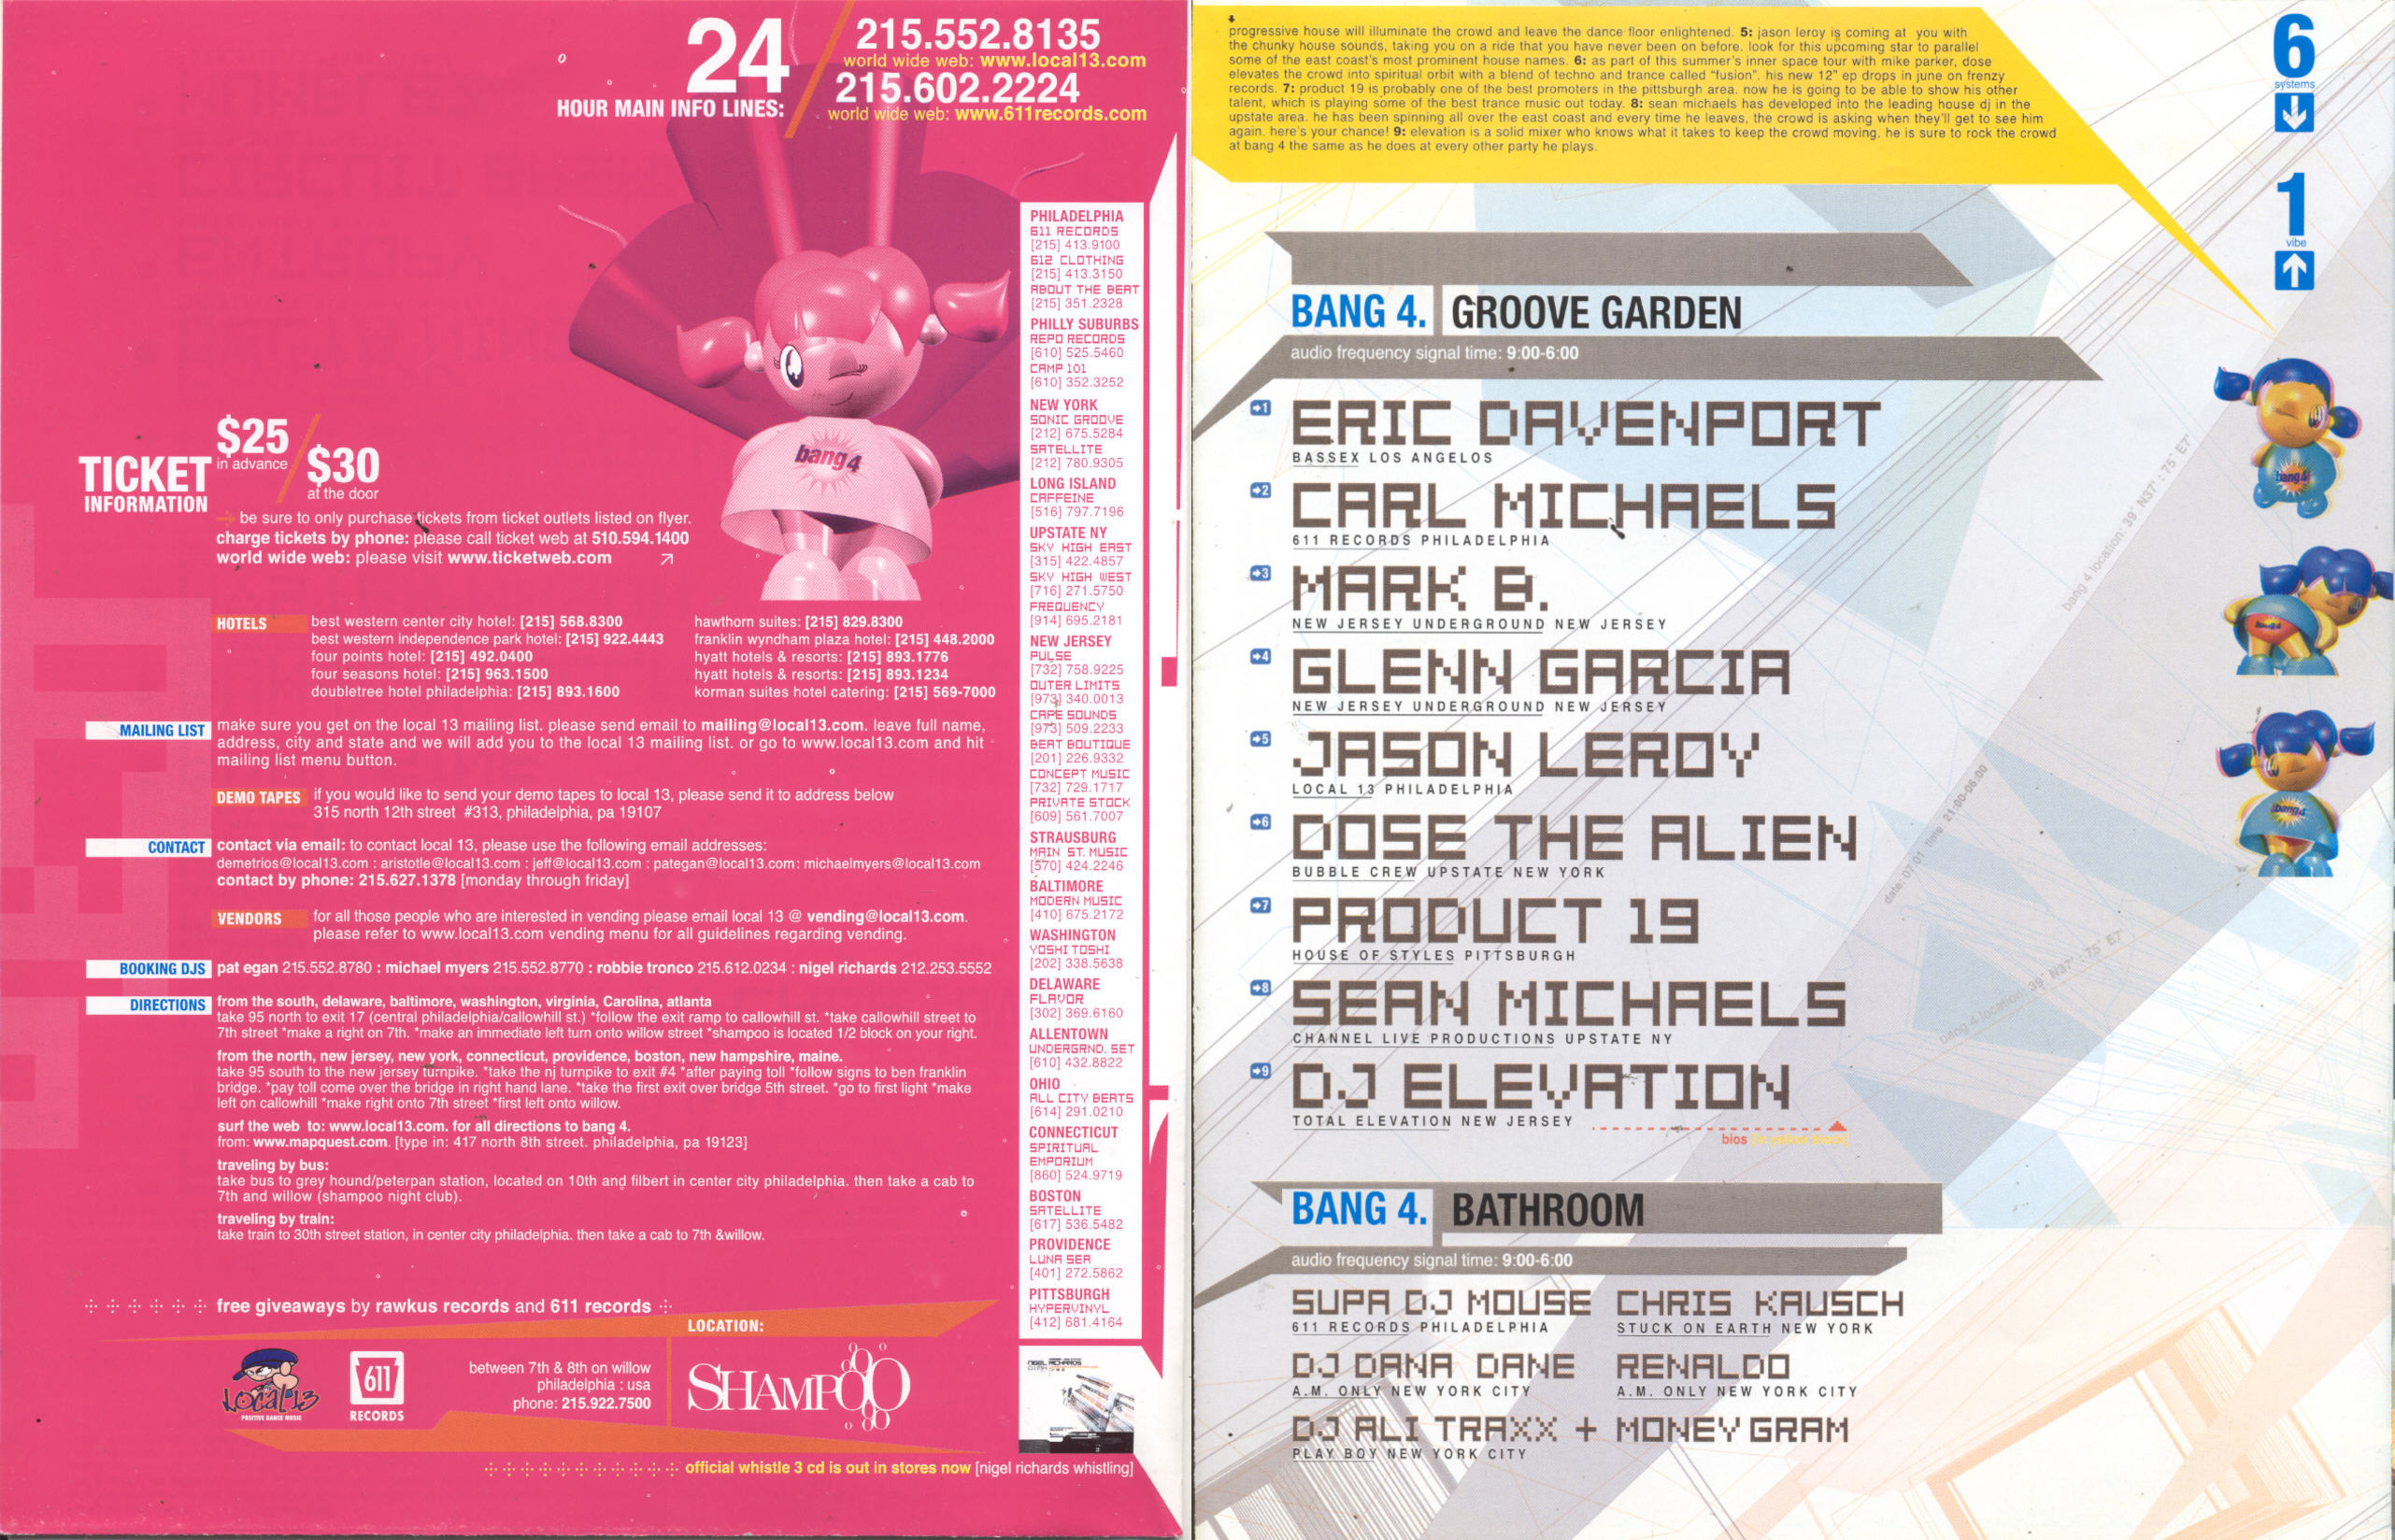 24
HOUR MAIN INFO LINES:
215.552.8135
world wide web: www.local13.com
215.602.2224
world wide web: www.611records.com
bang4
TICKET
INFORMATION
$25
in advance
$30
at the door
be sure to only purchase tickets from ticket outlets listed on flyer.
charge tickets by phone: please call ticket web at 510.594.1400
world wide web: please visit www.ticketweb.com
HOTELS
best western center city hotel: [215] 568.8300
best western independence park hotel: [215] 922.4443
four points hotel: [215] 492.0400
four seasons hotel: [215] 963.1500
doubletree hotel philadelphia: [215] 893.1600
hawthorn suites: [215] 829.8300
franklin wyndham plaza hotel: [215] 448.2000
hyatt hotels & resorts: [215] 893.1776
hyatt hotels & resorts: [215] 893.1234
korman suites hotel catering: [215] 569-7000
MAILING LIST
make sure you get on the local 13 mailing list. please send email to mailing@local13.com. leave full name,
address, city and state and we will add you to the local 13 mailing list. or go to www.local13.com and hit
mailing list menu button.
DEMO TAPES
if you would like to send your demo tapes to local 13, please send it to address below
315 north 12th street #313, philadelphia, pa 19107
CONTACT
contact via email: to contact local 13, please use the following email addresses:
demetrios@local13.com : aristotle@local13.com : jeff@local13.com : pategan@local13.com: michaelmyers@local13.com
contact by phone: 215.627.1378 [monday through friday]
VENDORS
for all those people who are interested in vending please email local 13 @ vending@local13.com.
please refer to www.local13.com vending menu for all guidelines regarding vending.
BOOKING DJS
pat egan 215.552.8780 : michael myers 215.552.8770 : robbie tronco 215.612.0234 : nigel richards 212.253.5552
DIRECTIONS
from the south, delaware, baltimore, washington, virginia, Carolina, atlanta
take 95 north to exit 17 (central philadelphia/callowhill st.) *follow the exit ramp to callowhill st. *take callowhill street to
7th street *make a right on 7th. *make an immediate left turn onto willow street *shampoo is located 1/2 block on your right.
from the north, new jersey, new york, connecticut, providence, boston, new hampshire, maine.
take 95 south to the new jersey turnpike. *take the nj turnpike to exit #4 *after paying toll *follow signs to ben franklin
bridge. *pay toll come over the bridge in right hand lane. *take the first exit over bridge 5th street. *go to first light *make
left on callowhill *make right onto 7th street *first left onto willow.
surf the web to: www.local13.com. for all directions to bang 4.
from: www.mapquest.com. [type in: 417 north 8th street. philadelphia, pa 19123]
traveling by bus:
take bus to grey hound/peterpan station, located on 10th and filbert in center city philadelphia. then take a cab to
7th and willow (shampoo night club).
traveling by train:
take train to 30th street station, in center city philadelphia. then take a cab to 7th &willow.
free giveaways by rawkus records and 611 records
LOCATION:
Local 13
POSITIVE DANCE MUSIC
611
RECORDS
between 7th & 8th on willow
philadelphia : usa
phone: 215.922.7500
SHAMPOO
official whistle 3 cd is out in stores now [nigel richards whistling]
PHILADELPHIA
611 RECORDS
[215] 413.9100
612 CLOTHING
[215] 413.3150
ABOUT THE BEAT
[215] 351.2328
PHILLY SUBURBS
REPO RECORDS
[610] 525.5460
CAMP 101
[610] 352.3252
NEW YORK
SONIC GROOVE
[212] 675.5284
SATELLITE
[212] 780.9305
LONG ISLAND
CAFFEINE
[516] 797.7196
UPSTATE NY
SKY HIGH EAST
[315] 422.4857
SKY HIGH WEST
[716] 271.5750
FREQUENCY
[914] 695.2181
NEW JERSEY
PULSE
[732] 758.9225
OUTER LIMITS
[973] 340.0013
CAPE SOUNDS
[973] 509.2233
BEAT BOUTIQUE
[201] 226.9332
CONCEPT MUSIC
[732] 729.1717
PRIVATE STOCK
[609] 561.7007
STRAUSBURG
MAIN ST. MUSIC
[570] 424.2246
BALTIMORE
MODERN MUSIC
[410] 675.2172
WASHINGTON
YOSHI TOSHI
[202] 338.5638
DELAWARE
FLAVOR
[302] 369.6160
ALLENTOWN
UNDERGRND. SET
[610] 432.8822
OHIO
ALL CITY BEATS
[614] 291.0210
CONNECTICUT
SPIRITUAL
EMPORIUM
[860] 524.9719
BOSTON
SATELLITE
[617] 536.5482
PROVIDENCE
LUNA SEA
[401] 272.5862
PITTSBURGH
HYPERVINYL
[412] 681.4164
NIGEL RICHARDS
progressive house will illuminate the crowd and leave the dance floor enlightened. 5: jason leroy is coming at you with
the chunky house sounds, taking you on a ride that you have never been on before. look for this upcoming star to parallel
some of the east coast's most prominent house names. 6: as part of this summer's inner space tour with mike parker, dose
elevates the crowd into spiritual orbit with a blend of techno and trance called "fusion". his new 12" ep drops in june on frenzy
records. 7: product 19 is probably one of the best promoters in the pittsburgh area. now he is going to be able to show his other
talent, which is playing some of the best trance music out today. 8: sean michaels has developed into the leading house dj in the
upstate area. he has been spinning all over the east coast and every time he leaves, the crowd is asking when they'll get to see him
again. here's your chance! 9: elevation is a solid mixer who knows what it takes to keep the crowd moving. he is sure to rock the crowd
at bang 4 the same as he does at every other party he plays.
6
systems
1
vibe
BANG 4. GROOVE GARDEN
audio frequency signal time: 9:00-6:00
1
ERIC DAVENPORT
BASSEX LOS ANGELOS
2
CARL MICHAELS
611 RECORDS PHILADELPHIA
3
MARK B.
NEW JERSEY UNDERGROUND NEW JERSEY
4
GLENN GARCIA
NEW JERSEY UNDERGROUND NEW JERSEY
5
JASON LEROY
LOCAL 13 PHILADELPHIA
6
DOSE THE ALIEN
BUBBLE CREW UPSTATE NEW YORK
7
PRODUCT 19
HOUSE OF STYLES PITTSBURGH
8
SEAN MICHAELS
CHANNEL LIVE PRODUCTIONS UPSTATE NY
9
DJ ELEVATION
TOTAL ELEVATION NEW JERSEY
bios [in yellow block]
bang 4 location: 39° N37' : 75° E7'
date: 07:01 time 21:00-06:00
bang 4 location: 39° N37' : 75° E7'
bang4
bang4
bang4
BANG 4. BATHROOM
audio frequency signal time: 9:00-6:00
SUPA DJ MOUSE
611 RECORDS PHILADELPHIA
CHRIS KAUSCH
STUCK ON EARTH NEW YORK
DJ DANA DANE
A.M. ONLY NEW YORK CITY
RENALDO
A.M. ONLY NEW YORK CITY
DJ ALI TRAXX + MONEY GRAM
PLAY BOY NEW YORK CITY